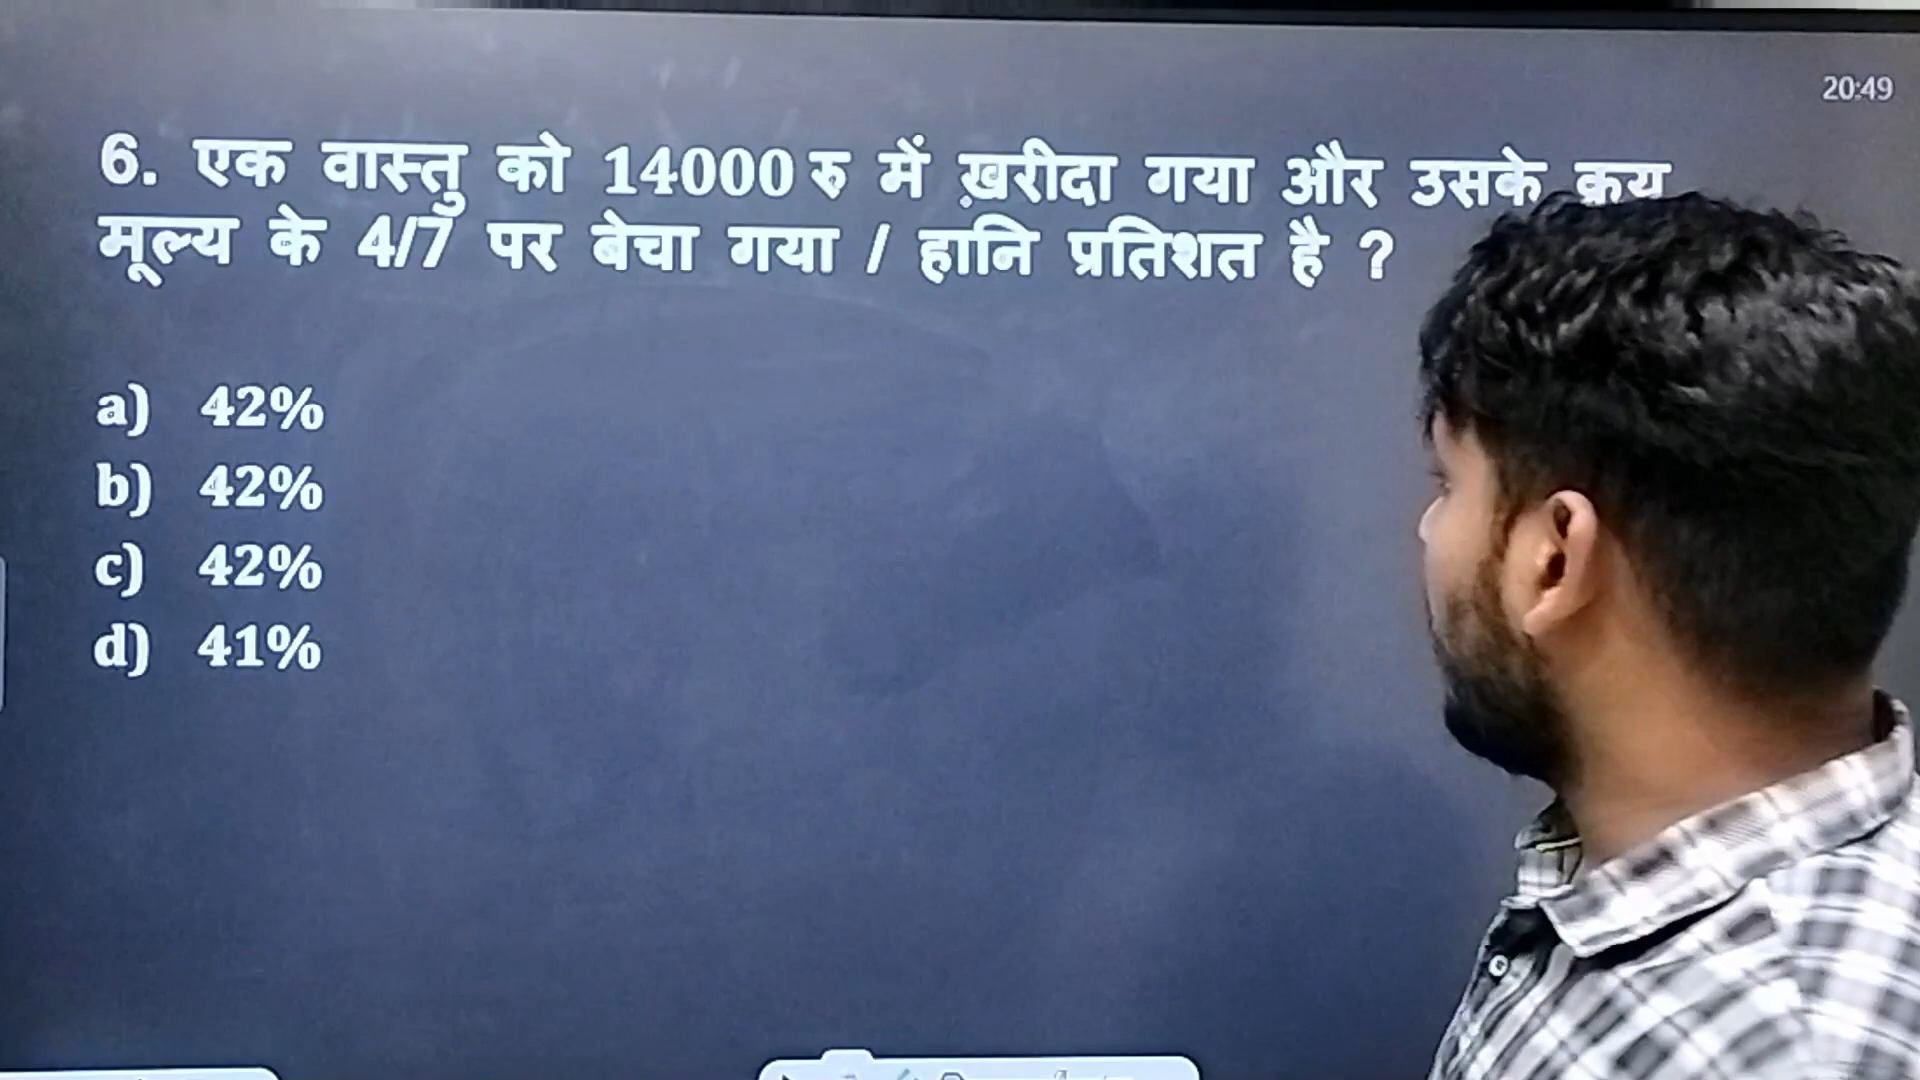 20:49
6. एक वास्तु को 14000 रु में ख़रीदा गया और उसके क्रय
मूल्य के 4/7 पर बेचा गया / हानि प्रतिशत है ?
a) 42%
b) 42%
c) 42%
d) 41%